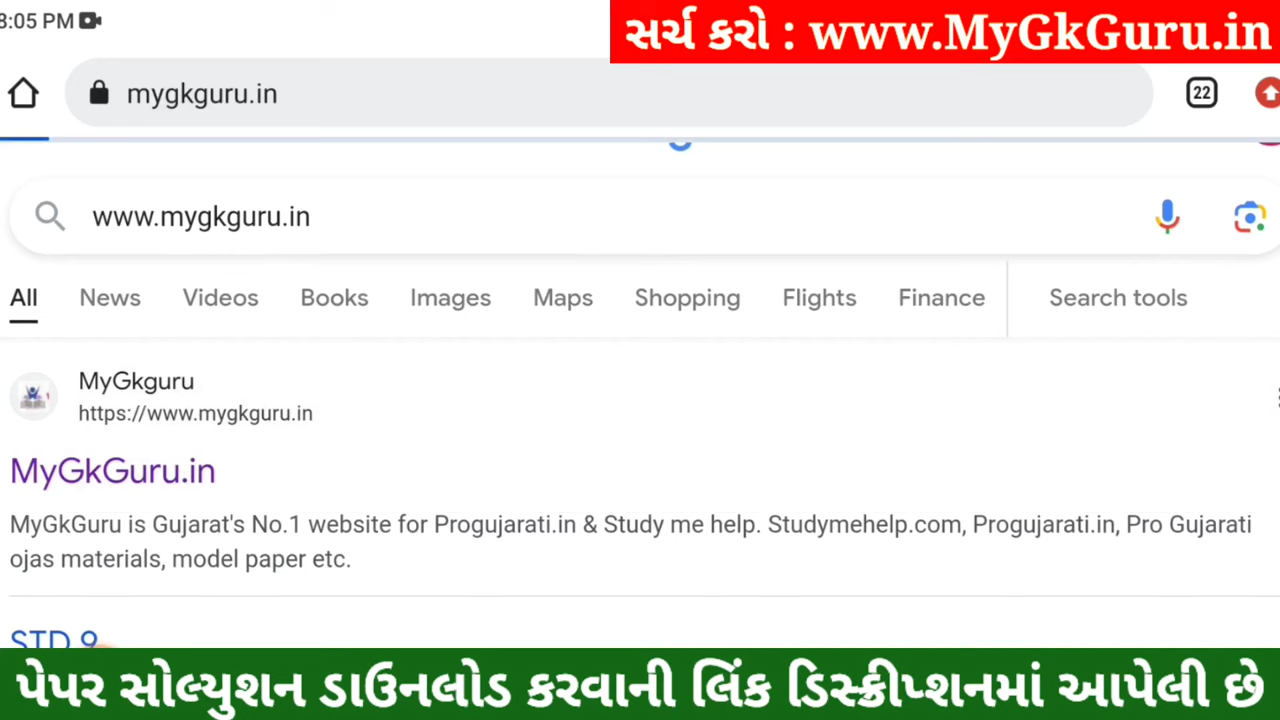 8:05 PM
સર્ચ કરો : www.MyGkGuru.in
mygkguru.in
22
www.mygkguru.in
All News Videos Books Images Maps Shopping Flights Finance Search tools
MyGkguru
https://www.mygkguru.in
MyGkGuru.in
MyGkGuru is Gujarat's No.1 website for Progujarati.in & Study me help. Studymehelp.com, Progujarati.in, Pro Gujarati
ojas materials, model paper etc.
STD 9
પેપર સોલ્યુશન ડાઉનલોડ કરવાની લિંક ડિસ્ક્રીપ્શનમાં આપેલી છે